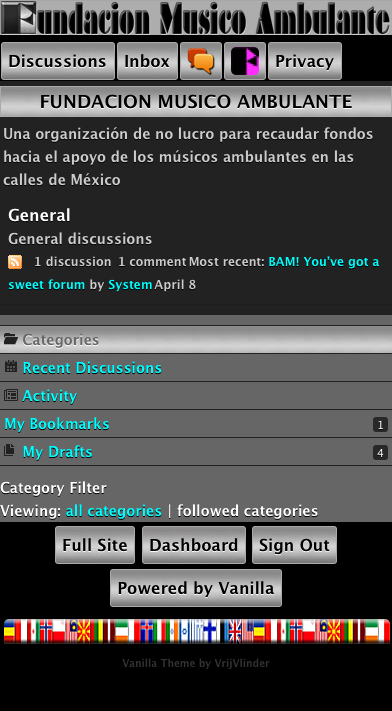 Fundacion Musico Ambulante
Discussions Inbox Privacy
FUNDACION MUSICO AMBULANTE
Una organización de no lucro para recaudar fondos
hacia el apoyo de los músicos ambulantes en las
calles de México
General
General discussions
1 discussion 1 comment Most recent: BAM! You've got a
sweet forum by System April 8
Categories
Recent Discussions
Activity
My Bookmarks 1
My Drafts 4
Category Filter
Viewing: all categories | followed categories
Full Site Dashboard Sign Out
Powered by Vanilla
Vanilla Theme by VrijVlinder